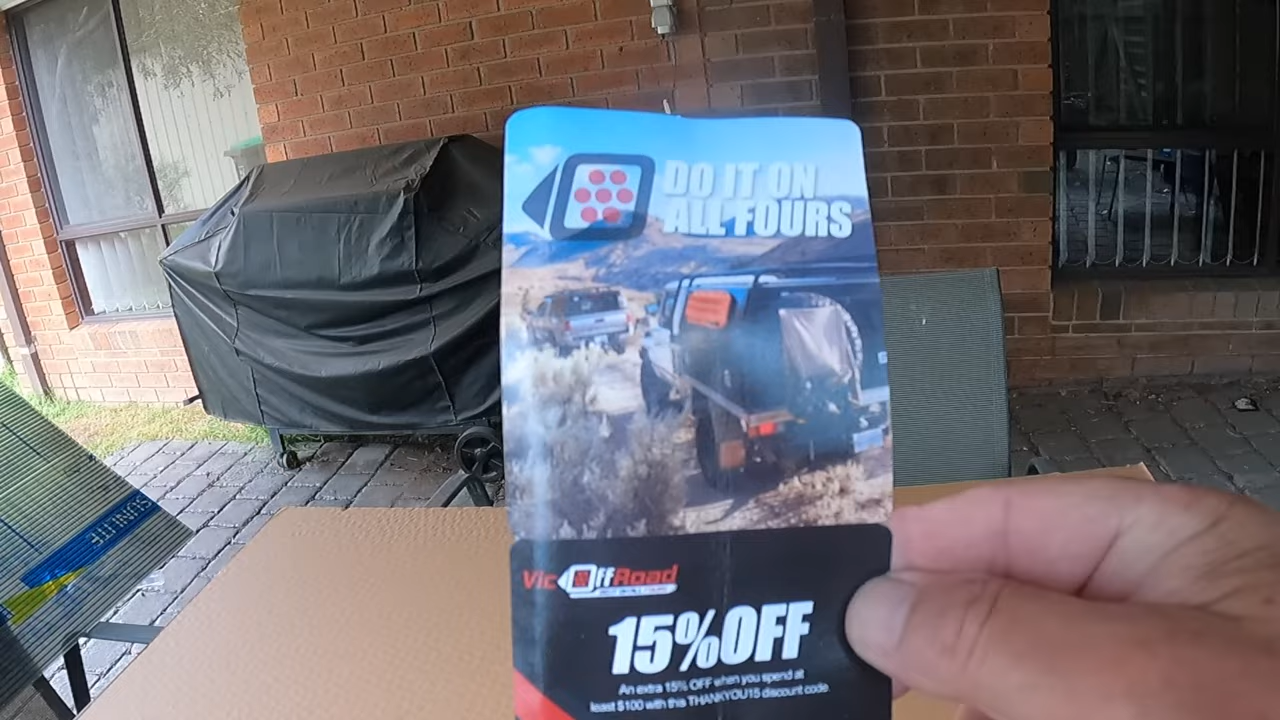 DO IT ON
ALL FOURS
Vic OffRoad
15%OFF
An extra 15% OFF when you spend at
least $100 with this THANKYOU15 discount code.
SUNLITE